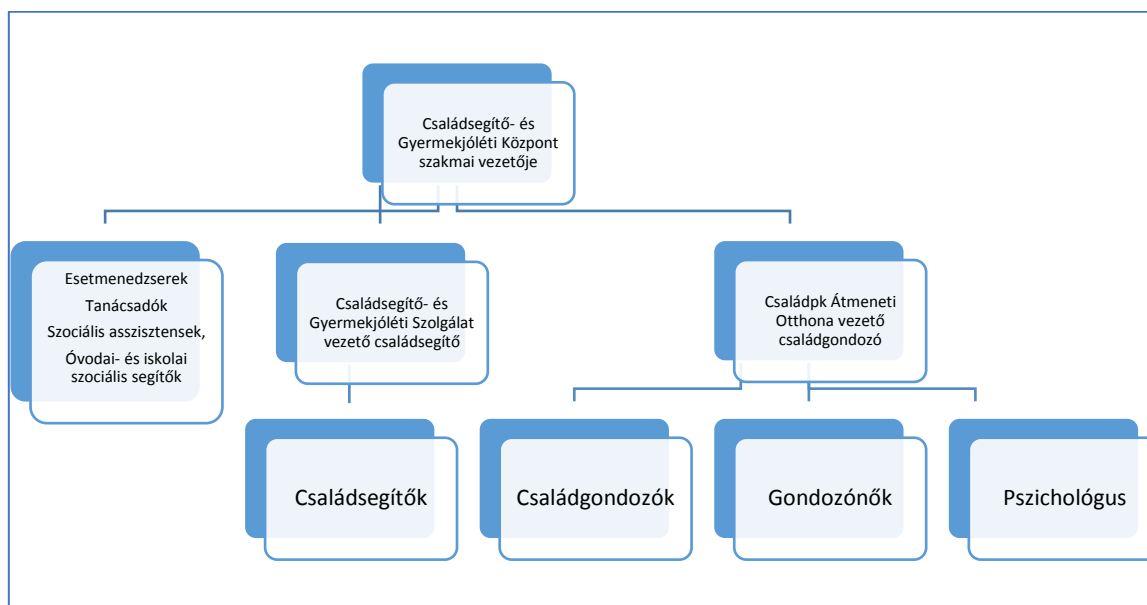 Családsegítő- és
Gyermekjóléti Központ
szakmai vezetője
Esetmenedzserek
Tanácsadók
Szociális asszisztensek,
Óvodai- és iskolai
szociális segítők
Családsegítő- és
Gyermekjóléti Szolgálat
vezető családsegítő
Családpk Átmeneti
Otthona vezető
családgondozó
Családsegítők
Családgondozók
Gondozónők
Pszichológus